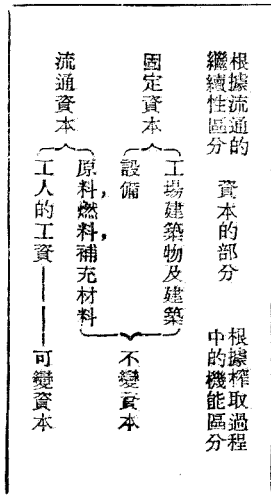 根據流通的
繼續性區分
資本的部分
根據榨取過程
中的機能區分
固定資本
工場建築物及建築
設備
不變資本
流通資本
原料，燃料，補充材料
工人的工資
可變資本